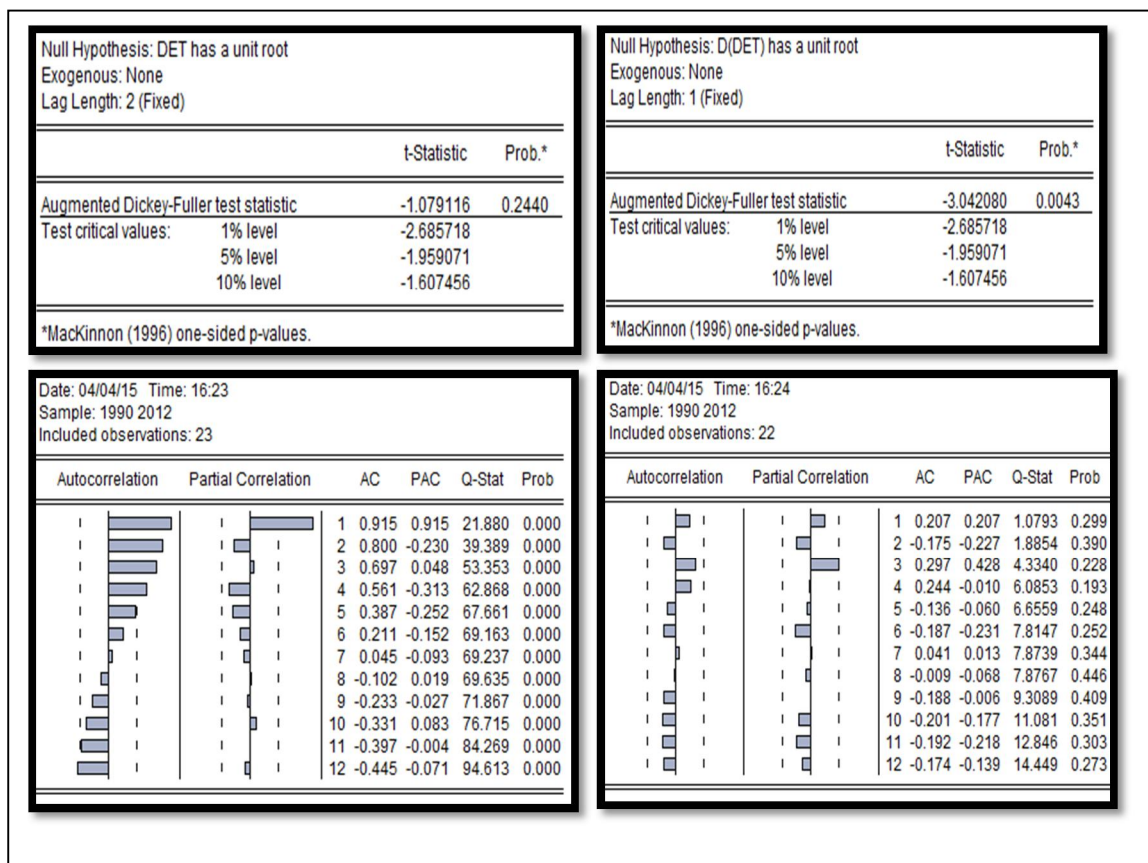 Null Hypothesis: DET has a unit root
Exogenous: None
Lag Length: 2 (Fixed)
t-Statistic Prob.*
Augmented Dickey-Fuller test statistic -1.079116 0.2440
Test critical values: 1% level -2.685718
5% level -1.959071
10% level -1.607456
*MacKinnon (1996) one-sided p-values.
Null Hypothesis: D(DET) has a unit root
Exogenous: None
Lag Length: 1 (Fixed)
t-Statistic Prob.*
Augmented Dickey-Fuller test statistic -3.042080 0.0043
Test critical values: 1% level -2.685718
5% level -1.959071
10% level -1.607456
*MacKinnon (1996) one-sided p-values.
Date: 04/04/15 Time: 16:23
Sample: 1990 2012
Included observations: 23
Autocorrelation Partial Correlation AC PAC Q-Stat Prob
1 0.915 0.915 21.880 0.000
2 0.800 -0.230 39.389 0.000
3 0.697 0.048 53.353 0.000
4 0.561 -0.313 62.868 0.000
5 0.387 -0.252 67.661 0.000
6 0.211 -0.152 69.163 0.000
7 0.045 -0.093 69.237 0.000
8 -0.102 0.019 69.635 0.000
9 -0.233 -0.027 71.867 0.000
10 -0.331 0.083 76.715 0.000
11 -0.397 -0.004 84.269 0.000
12 -0.445 -0.071 94.613 0.000
Date: 04/04/15 Time: 16:24
Sample: 1990 2012
Included observations: 22
Autocorrelation Partial Correlation AC PAC Q-Stat Prob
1 0.207 0.207 1.0793 0.299
2 -0.175 -0.227 1.8854 0.390
3 0.297 0.428 4.3340 0.228
4 0.244 -0.010 6.0853 0.193
5 -0.136 -0.060 6.6559 0.248
6 -0.187 -0.231 7.8147 0.252
7 0.041 0.013 7.8739 0.344
8 -0.009 -0.068 7.8767 0.446
9 -0.188 -0.006 9.3089 0.409
10 -0.201 -0.177 11.081 0.351
11 -0.192 -0.218 12.846 0.303
12 -0.174 -0.139 14.449 0.273